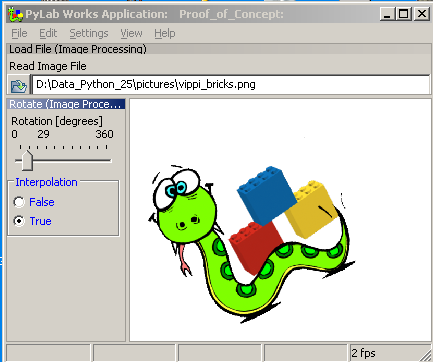 PyLab Works Application:   Proof_of_Concept:
File Edit Settings View Help
Load File (Image Processing)
Read Image File
D:\Data_Python_25\pictures\vippi_bricks.png
Rotate (Image Proce...
Rotation [degrees]
0 29 360
Interpolation
False
True
2 fps